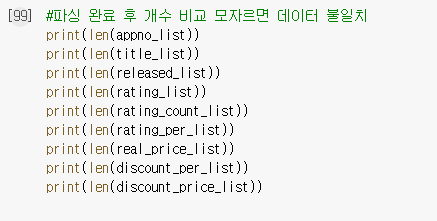 [99] #파싱 완료 후 개수 비교 모자르면 데이터 불일치
print(len(appno_list))
print(len(title_list))
print(len(released_list))
print(len(rating_list))
print(len(rating_count_list))
print(len(rating_per_list))
print(len(real_price_list))
print(len(discount_per_list))
print(len(discount_price_list))